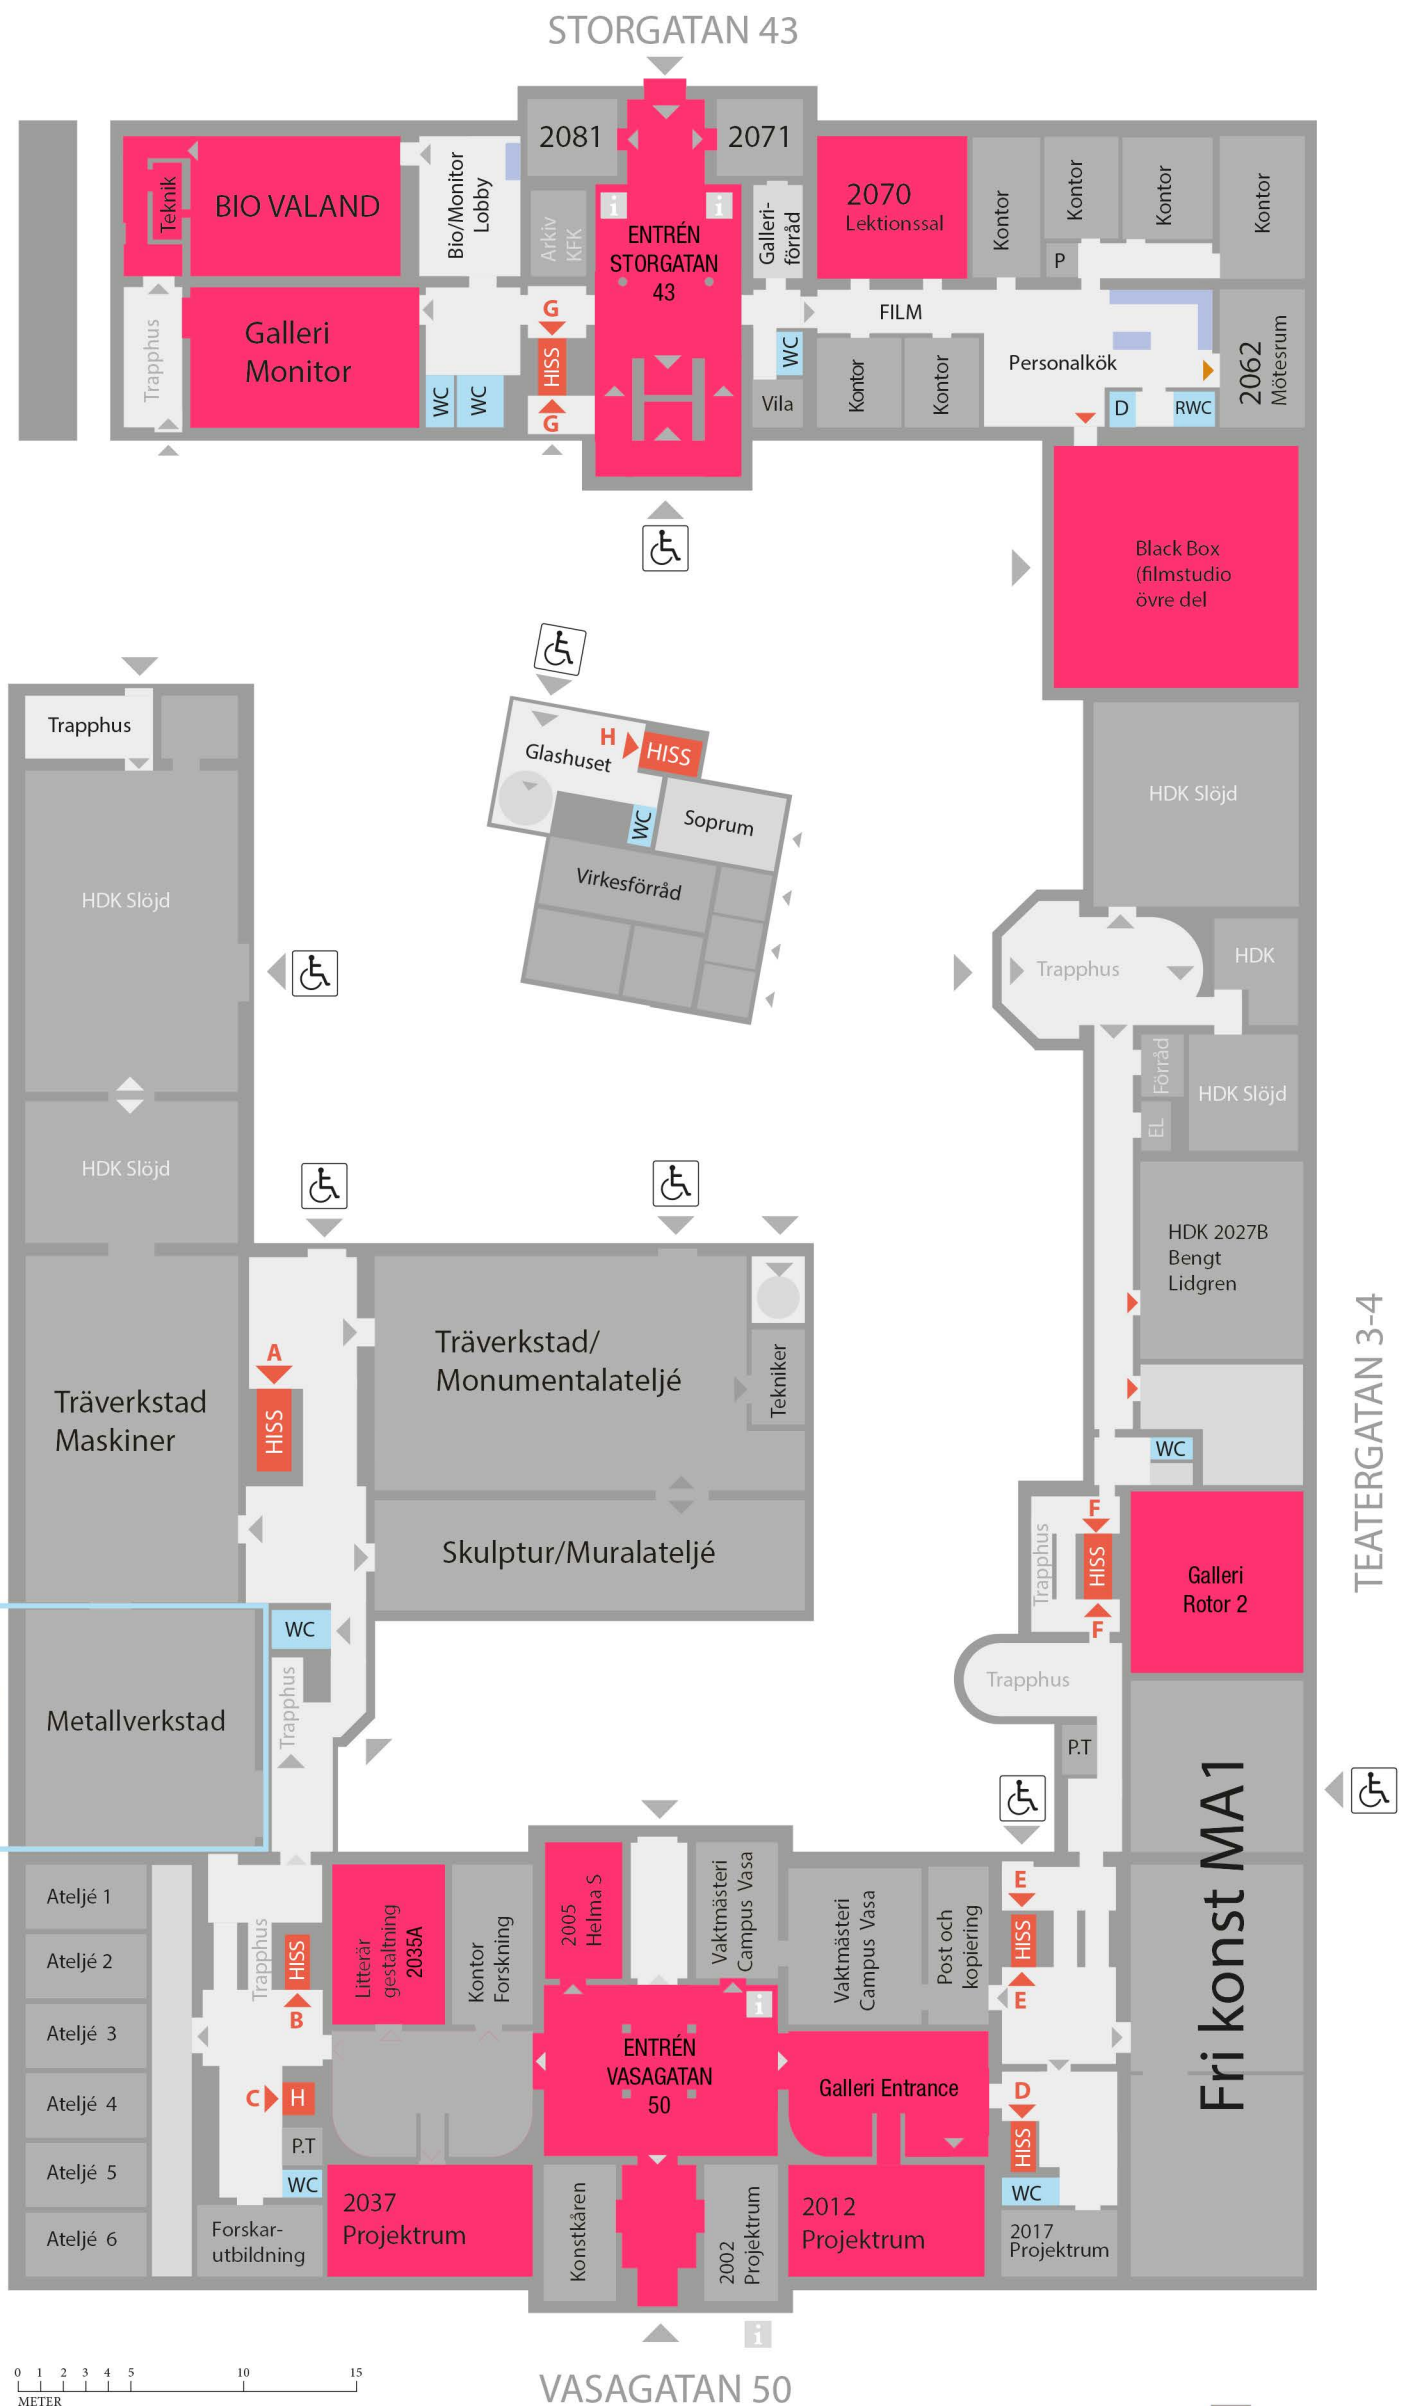 STORGATAN 43
2081
2071
Teknik
BIO VALAND
Bio/Monitor
Lobby
Arkiv
KFK
i
i
ENTRÉN
STORGATAN
43
Galleri-
förråd
2070
Lektionssal
Kontor
Kontor
Kontor
Kontor
P
Trapphus
Galleri
Monitor
WC
WC
G
HISS
G
WC
Vila
FILM
Kontor
Kontor
Personalkök
D
RWC
2062
Mötesrum
Black Box
(filmstudio
övre del
Trapphus
H
HISS
Glashuset
WC
Soprum
Virkesförråd
HDK Slöjd
HDK Slöjd
HDK Slöjd
Trapphus
HDK
Förråd
EL
HDK Slöjd
HDK 2027B
Bengt
Lidgren
WC
TEATERGATAN 3-4
A
HISS
Träverkstad
Maskiner
Träverkstad/
Monumentalateljé
Tekniker
Skulptur/Muralateljé
Trapphus
F
HISS
F
Galleri
Rotor 2
WC
Trapphus
Metallverkstad
Trapphus
P.T
Fri konst MA1
Ateljé 1
Ateljé 2
Ateljé 3
Ateljé 4
Ateljé 5
Ateljé 6
Trapphus
HISS
B
C
H
P.T
WC
Forskar-
utbildning
Litterär
gestaltning
2035A
Kontor
Forskning
2005
Helma S
Vaktmästeri
Campus Vasa
Vaktmästeri
Campus Vasa
Post och
kopiering
E
HISS
E
i
ENTRÉN
VASAGATAN
50
Galleri Entrance
D
HISS
WC
2037
Projektrum
Konstkåren
2002
Projektrum
2012
Projektrum
2017
Projektrum
i
0 1 2 3 4 5 10 15
METER
VASAGATAN 50